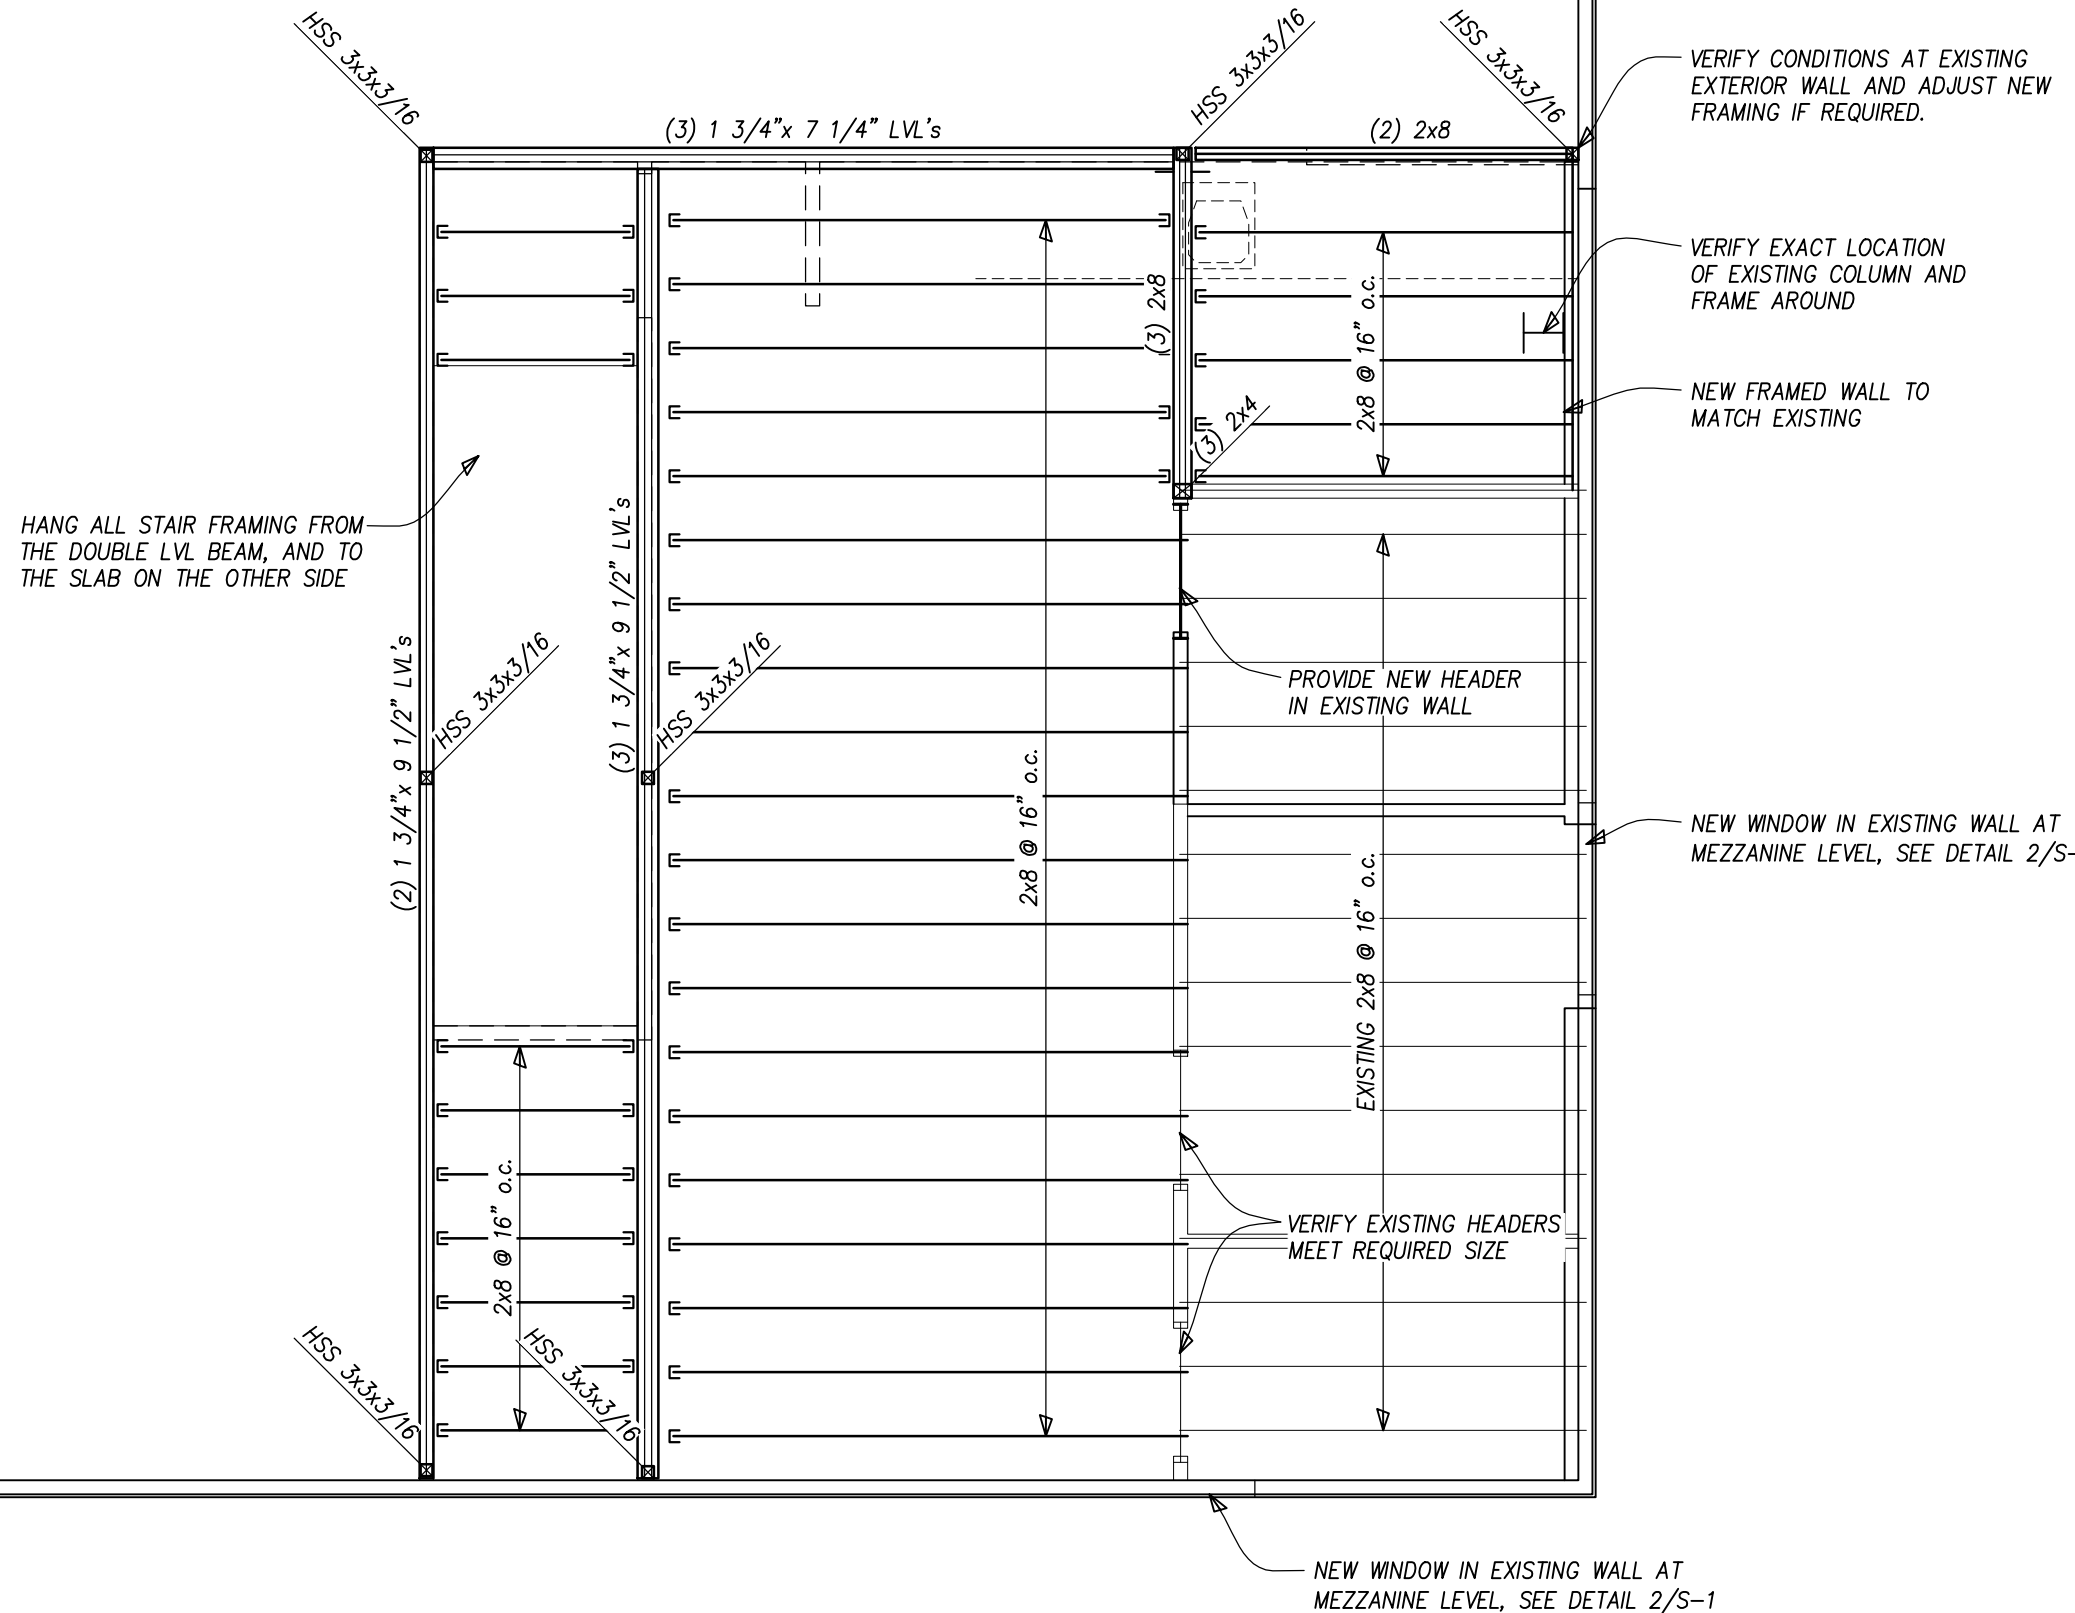 HSS 3x3x3/16
HSS 3x3x3/16
HSS 3x3x3/16
VERIFY CONDITIONS AT EXISTING
EXTERIOR WALL AND ADJUST NEW
FRAMING IF REQUIRED.
(3) 1 3/4"x 7 1/4" LVL's
(2) 2x8
VERIFY EXACT LOCATION
OF EXISTING COLUMN AND
FRAME AROUND
(3) 2x8
2x8 @ 16" o.c.
NEW FRAMED WALL TO
MATCH EXISTING
(3) 2x4
HANG ALL STAIR FRAMING FROM
THE DOUBLE LVL BEAM, AND TO
THE SLAB ON THE OTHER SIDE
(2) 1 3/4"x 9 1/2" LVL's
HSS 3x3x3/16
(3) 1 3/4"x 9 1/2" LVL's
HSS 3x3x3/16
PROVIDE NEW HEADER
IN EXISTING WALL
2x8 @ 16" o.c.
EXISTING 2x8 @ 16" o.c.
NEW WINDOW IN EXISTING WALL AT
MEZZANINE LEVEL, SEE DETAIL 2/S-
2x8 @ 16" o.c.
VERIFY EXISTING HEADERS
MEET REQUIRED SIZE
HSS 3x3x3/16
HSS 3x3x3/16
NEW WINDOW IN EXISTING WALL AT
MEZZANINE LEVEL, SEE DETAIL 2/S-1